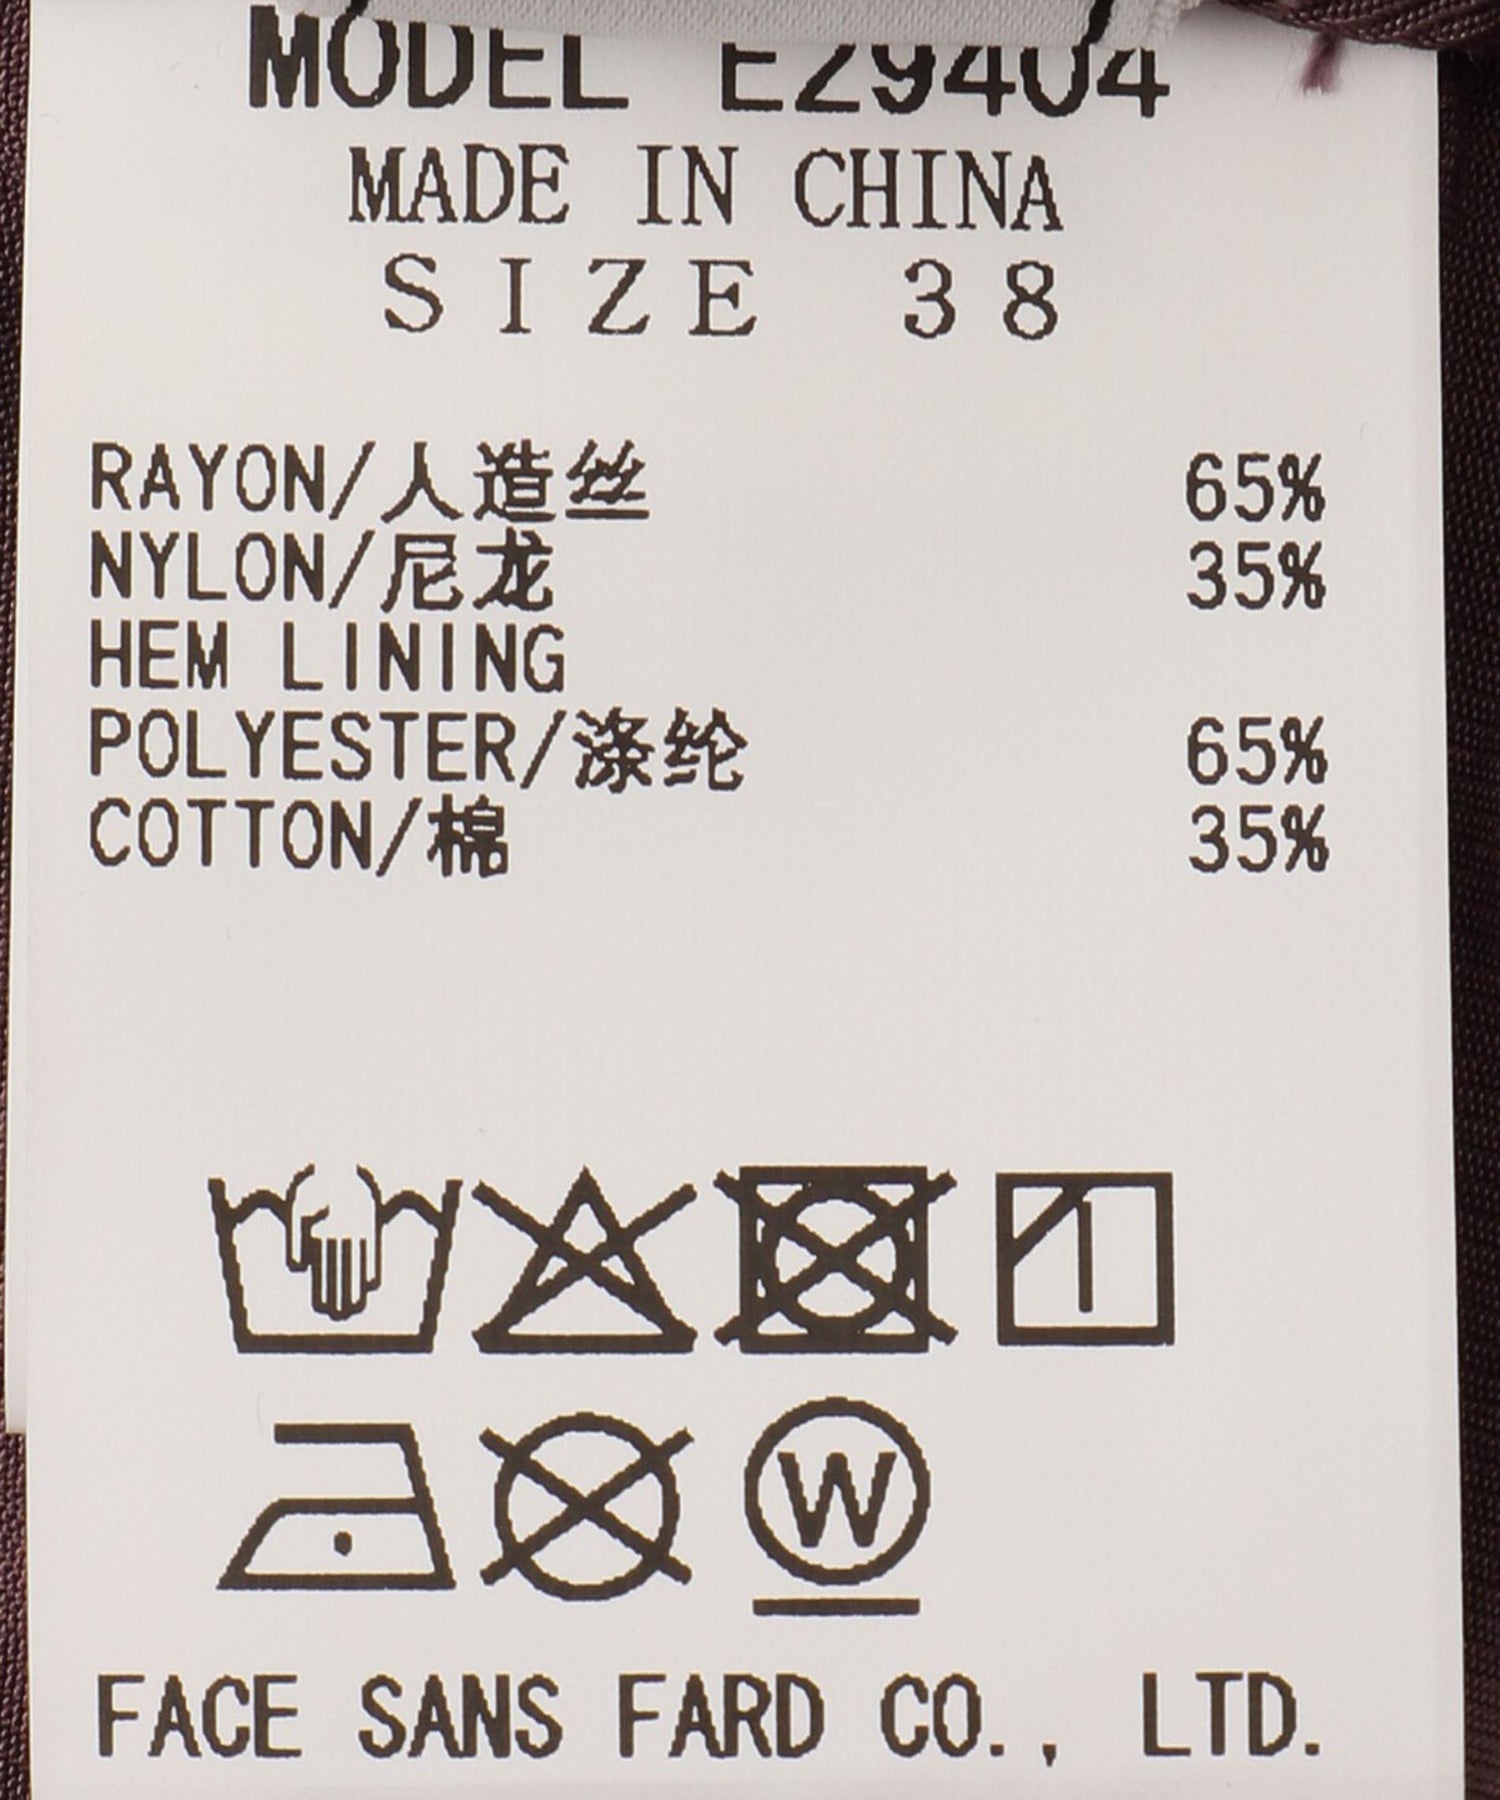 MODEL E29404
MADE IN CHINA
SIZE 38
RAYON/人造丝 65%
NYLON/尼龙 35%
HEM LINING
POLYESTER/涤纶 65%
COTTON/棉 35%
W
FACE SANS FARD CO., LTD.